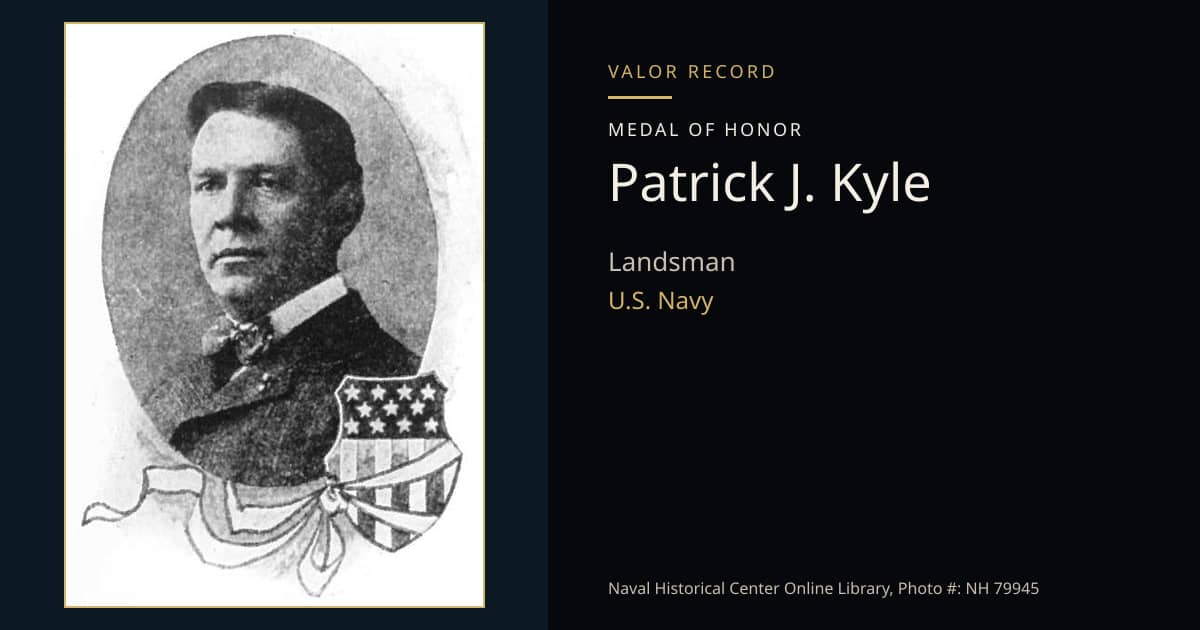 VALOR RECORD
MEDAL OF HONOR
Patrick J. Kyle
Landsman
U.S. Navy
Naval Historical Center Online Library, Photo #: NH 79945